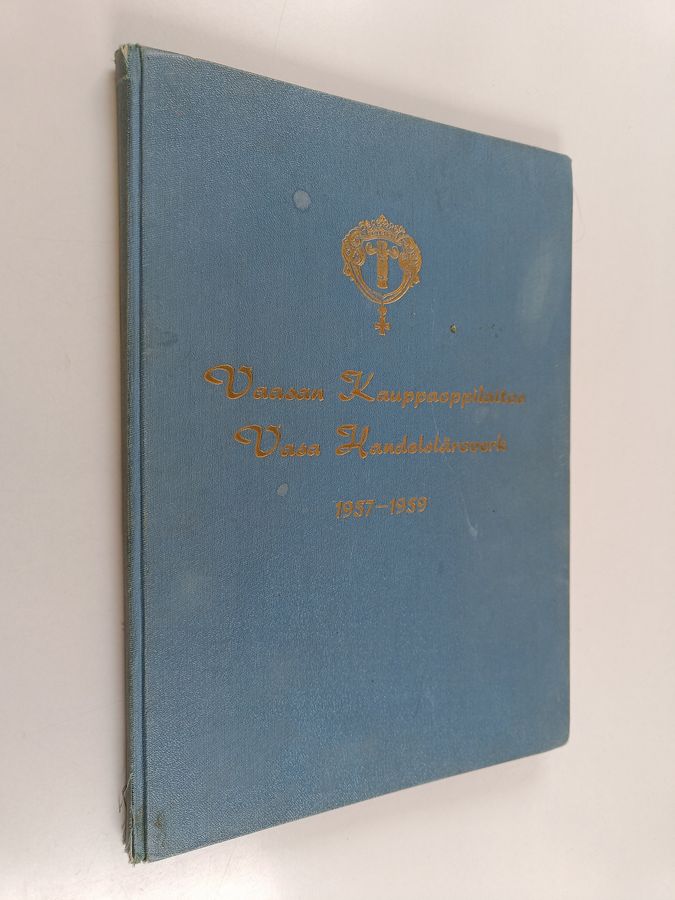 Vaasan Kauppaoppilaitos
Vasa Handelsläroverk
1957-1959